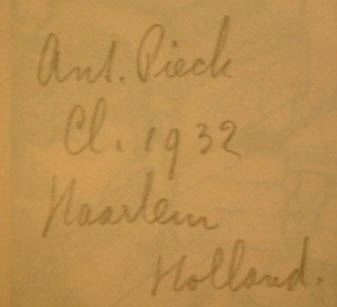 Ant. Pieck
Cl. 1932
Haarlem
Holland.